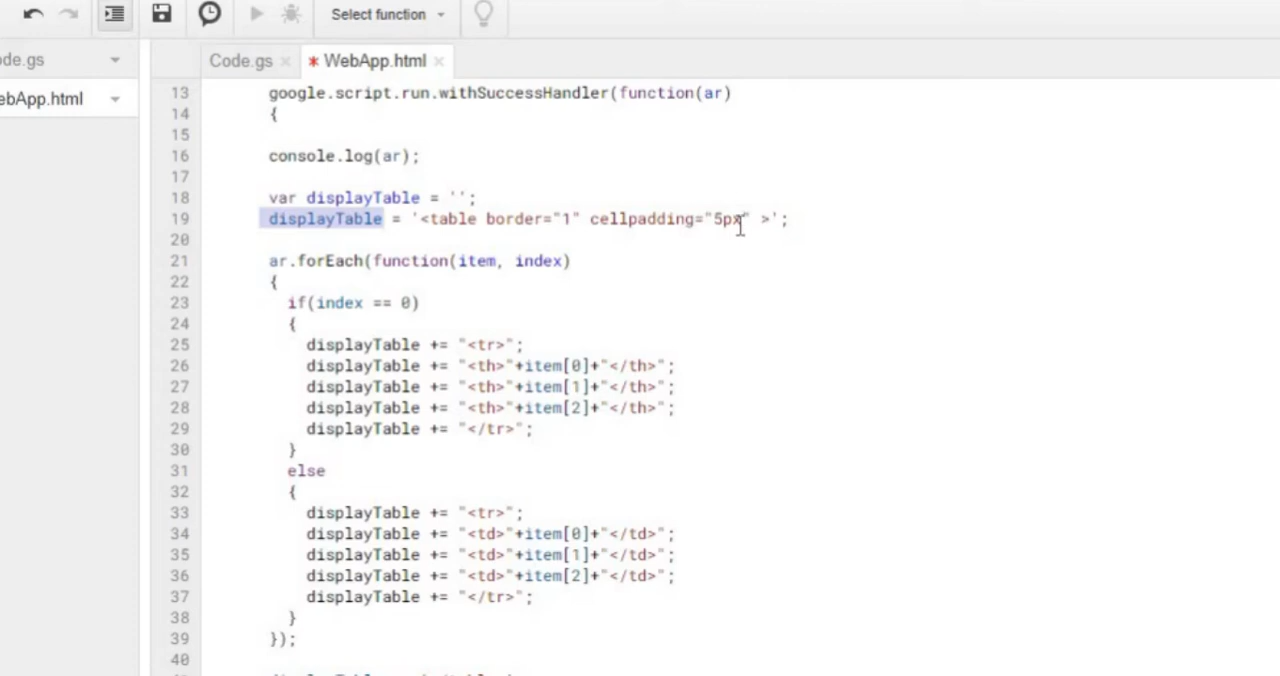 Select function
de.gs
Code.gs ×
* WebApp.html ×
ebApp.html
13 google.script.run.withSuccessHandler(function(ar)
14 {
15
16 console.log(ar);
17
18 var displayTable = '';
19 displayTable = '<table border="1" cellpadding="5px" >';
20
21 ar.forEach(function(item, index)
22 {
23 if(index == 0)
24 {
25 displayTable += "<tr>";
26 displayTable += "<th>"+item[0]+"</th>";
27 displayTable += "<th>"+item[1]+"</th>";
28 displayTable += "<th>"+item[2]+"</th>";
29 displayTable += "</tr>";
30 }
31 else
32 {
33 displayTable += "<tr>";
34 displayTable += "<td>"+item[0]+"</td>";
35 displayTable += "<td>"+item[1]+"</td>";
36 displayTable += "<td>"+item[2]+"</td>";
37 displayTable += "</tr>";
38 }
39 });
40